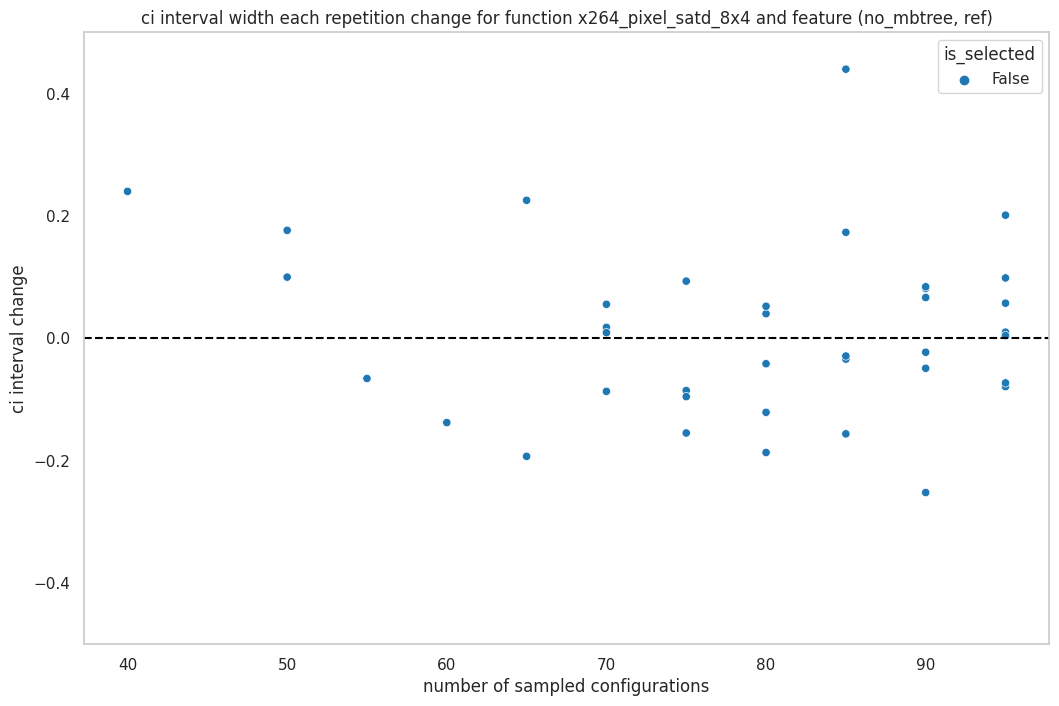 ci interval width each repetition change for function x264_pixel_satd_8x4 and feature (no_mbtree, ref)
is_selected
False
0.4
0.2
0.0
−0.2
−0.4
ci interval change
40 50 60 70 80 90
number of sampled configurations